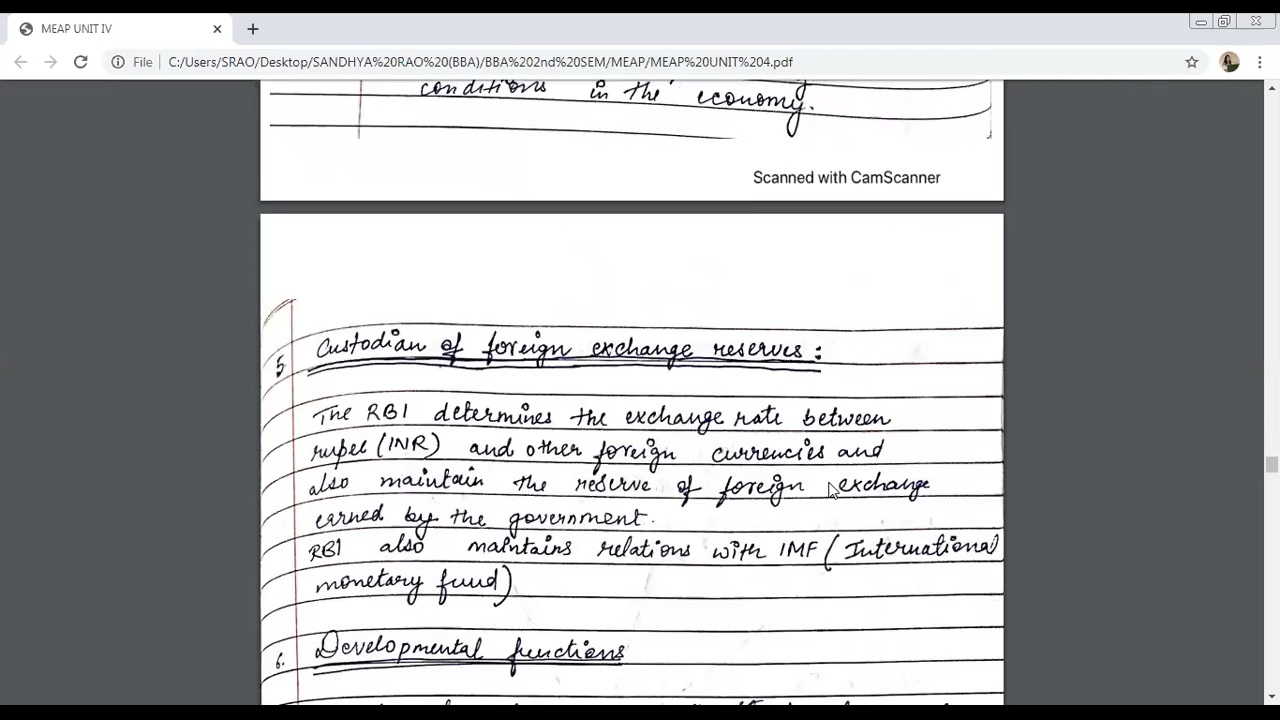 MEAP UNIT IV
File
C:/Users/SRAO/Desktop/SANDHYA%20RAO%20(BBA)/BBA%202nd%20SEM/MEAP/MEAP%20UNIT%204.pdf
conditions in the economy.
Scanned with CamScanner
5. Custodian of foreign exchange reserves:
The RBI determines the exchange rate between
rupee (INR) and other foreign currencies and
also maintain the reserve of foreign exchange
earned by the government.
RBI also maintains relations with IMF (International
monetary fund)
6. Developmental functions